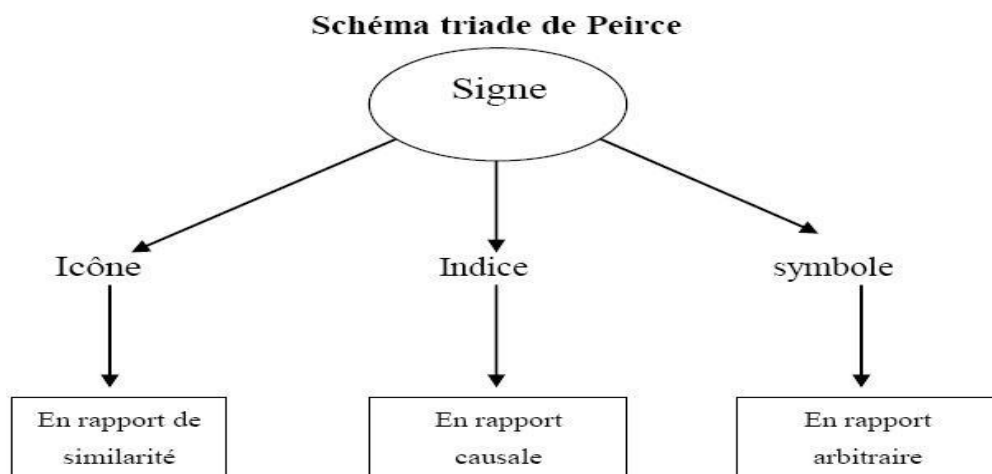 Schéma triade de Peirce
Signe
Icône
Indice
symbole
En rapport de
similarité
En rapport
causale
En rapport
arbitraire